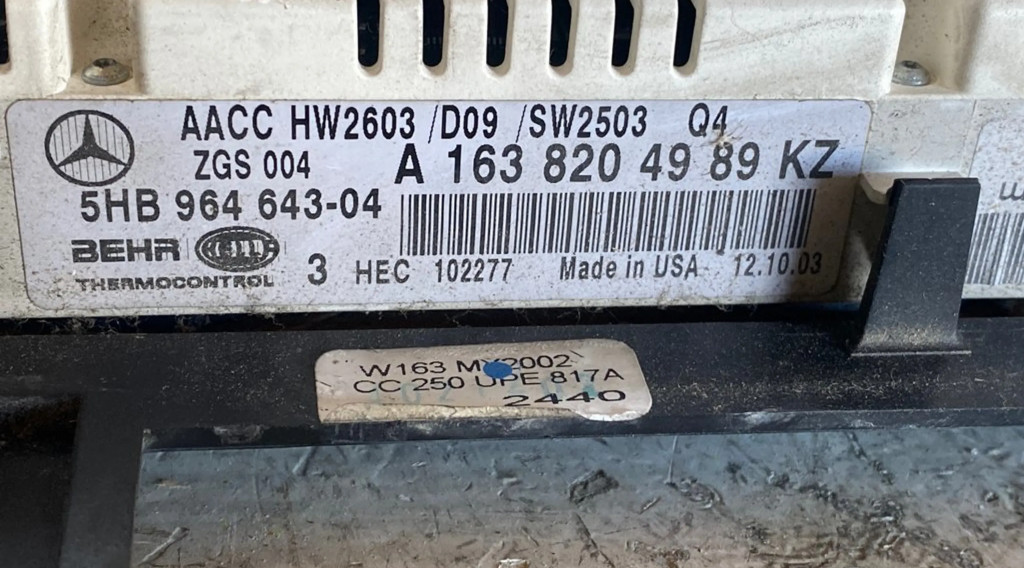 AACC HW2603 /D09 /SW2503 Q4
ZGS 004 A 163 820 49 89 KZ
5HB 964 643-04
BEHR
THERMOCONTROL
3 HEC 102277 Made in USA 12.10.03
W163 MY2002
CC 250 UPE 817A
2440